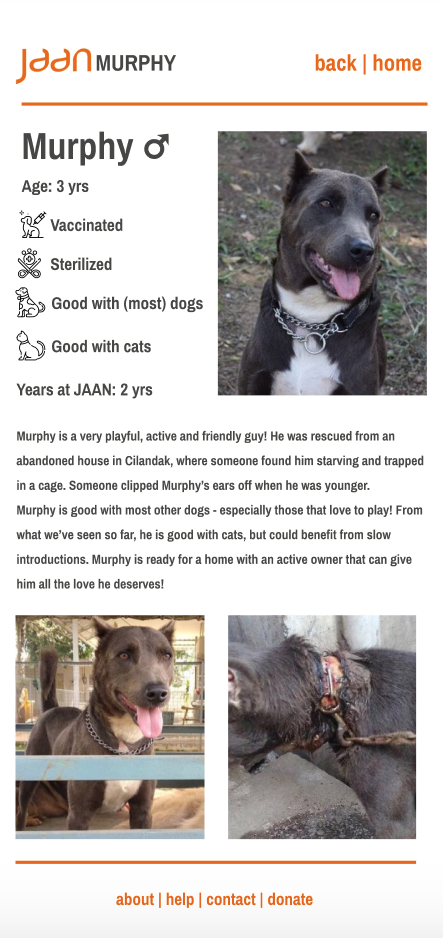 JAAN MURPHY
back | home
Murphy ♂
Age: 3 yrs
Vaccinated
Sterilized
Good with (most) dogs
Good with cats
Years at JAAN: 2 yrs
Murphy is a very playful, active and friendly guy! He was rescued from an
abandoned house in Cilandak, where someone found him starving and trapped
in a cage. Someone clipped Murphy's ears off when he was younger.
Murphy is good with most other dogs - especially those that love to play! From
what we've seen so far, he is good with cats, but could benefit from slow
introductions. Murphy is ready for a home with an active owner that can give
him all the love he deserves!
about | help | contact | donate